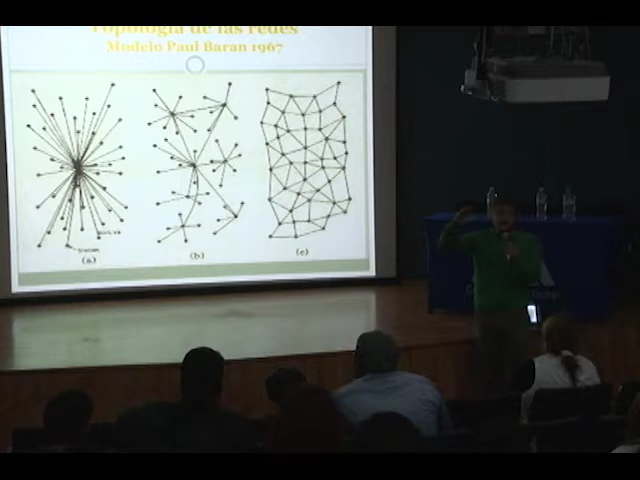 Topología de las redes
Modelo Paul Baran 1967
(a)
(b)
(c)